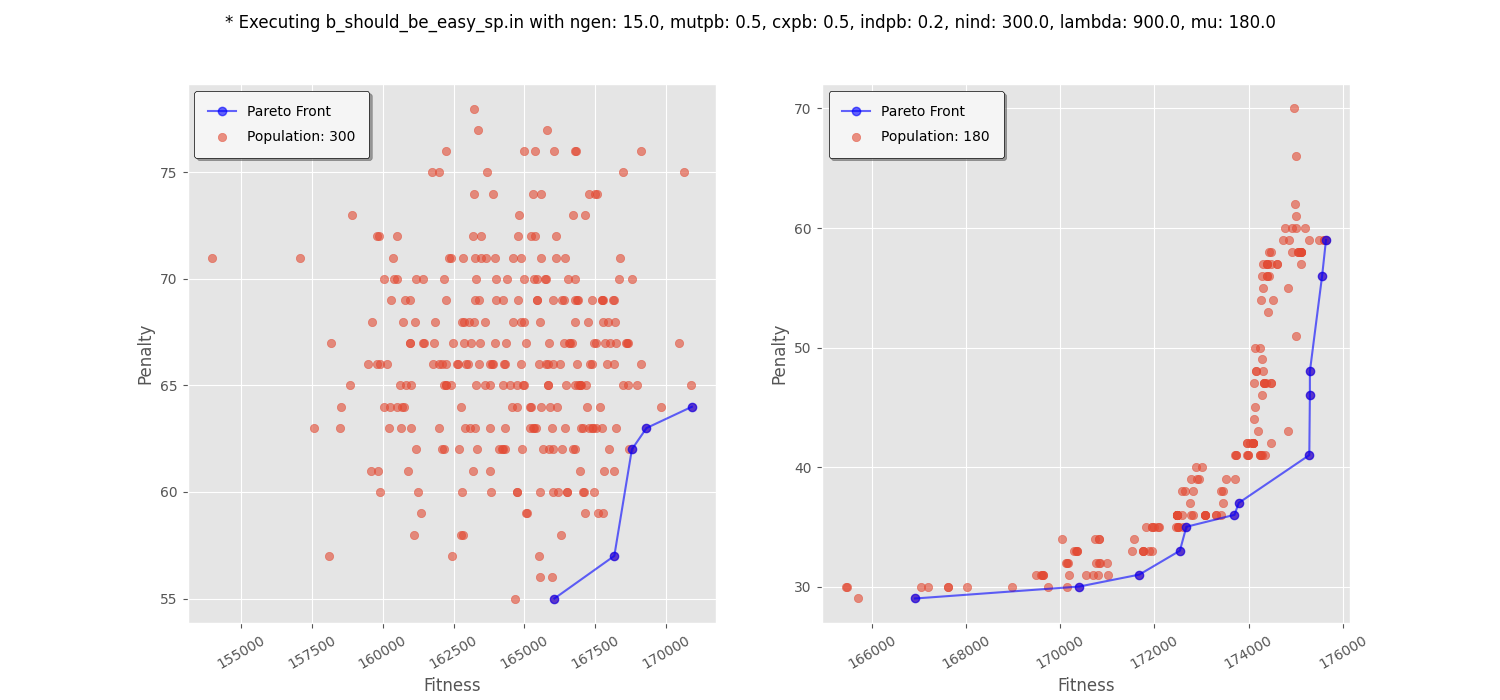 * Executing b_should_be_easy_sp.in with ngen: 15.0, mutpb: 0.5, cxpb: 0.5, indpb: 0.2, nind: 300.0, lambda: 900.0, mu: 180.0
Pareto Front
Population: 300
75
70
65
60
55
Penalty
155000 157500 160000 162500 165000 167500 170000
Fitness
Pareto Front
Population: 180
70
60
50
40
30
Penalty
166000 168000 170000 172000 174000 176000
Fitness